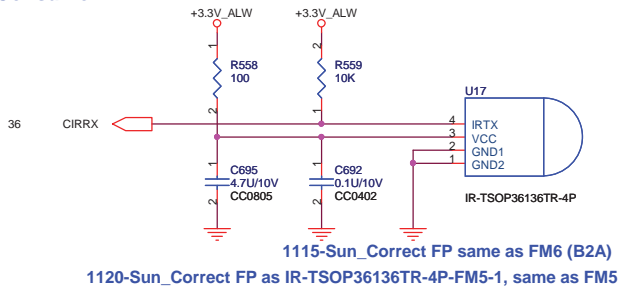 +3.3V_ALW +3.3V_ALW
1 2
R558 R559
100 10K
2 1
U17
36 CIRRX
4 IRTX
3 VCC
2 GND1
1 GND2
1 1
C695 C692
4.7U/10V 0.1U/10V
CC0805 CC0402
2 2
IR-TSOP36136TR-4P
1115-Sun_Correct FP same as FM6 (B2A)
1120-Sun_Correct FP as IR-TSOP36136TR-4P-FM5-1, same as FM5